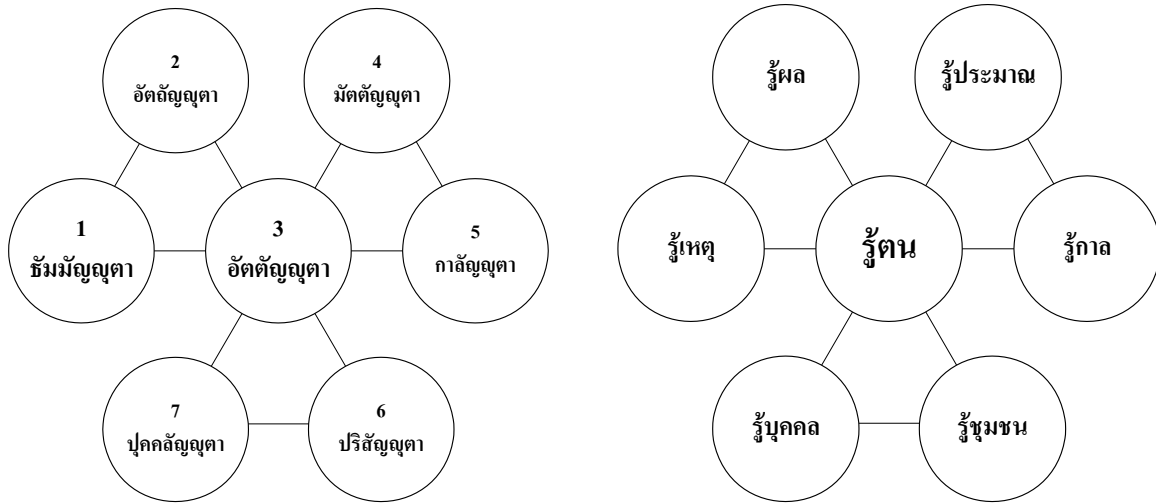 2
อัตถัญญุตา
4
มัตตัญญุตา
1
ธัมมัญญุตา
3
อัตตัญญุตา
5
กาลัญญุตา
7
ปุคคลัญญุตา
6
ปริสัญญุตา
รู้ผล
รู้ประมาณ
รู้เหตุ
รู้ตน
รู้กาล
รู้บุคคล
รู้ชุมชน